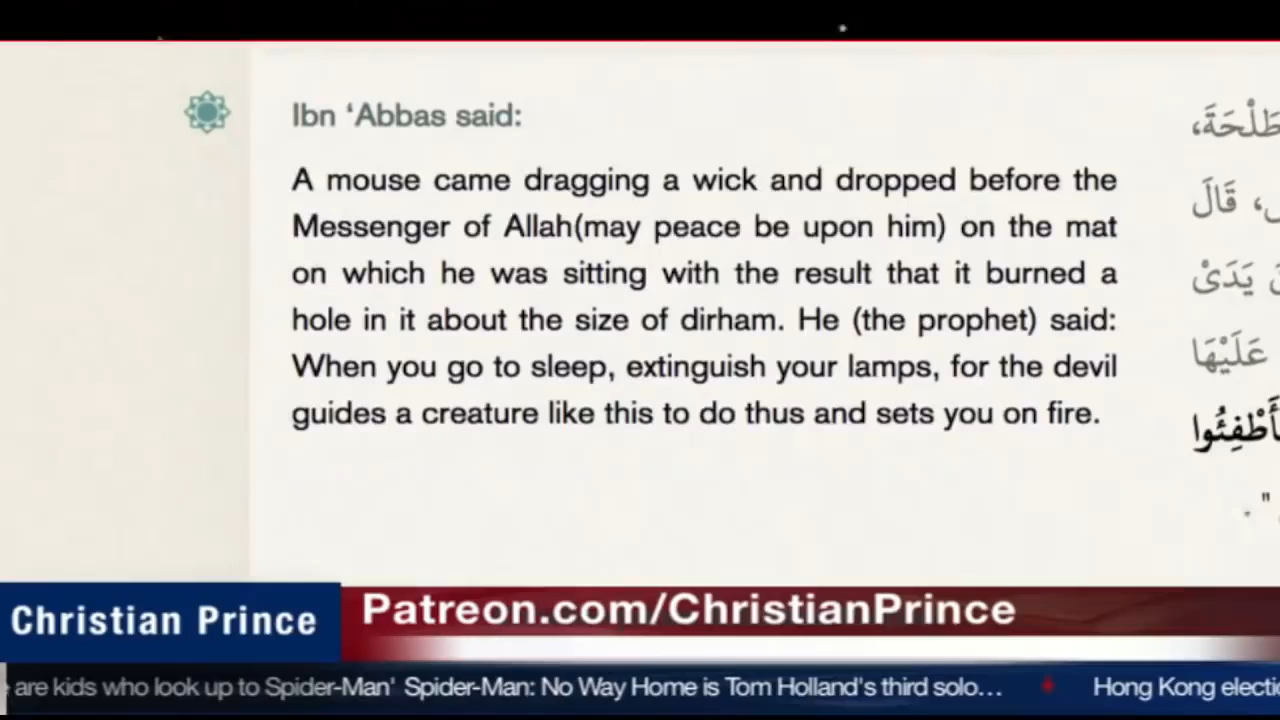 Ibn ‘Abbas said:
A mouse came dragging a wick and dropped before the
Messenger of Allah(may peace be upon him) on the mat
on which he was sitting with the result that it burned a
hole in it about the size of dirham. He (the prophet) said:
When you go to sleep, extinguish your lamps, for the devil
guides a creature like this to do thus and sets you on fire.
طَلْحَةَ،
قَالَ
يَدَىْ
عَلَيْهَا
فَأَطْفِئُوا
Christian Prince
Patreon.com/ChristianPrince
are kids who look up to Spider-Man' Spider-Man: No Way Home is Tom Holland's third solo... Hong Kong